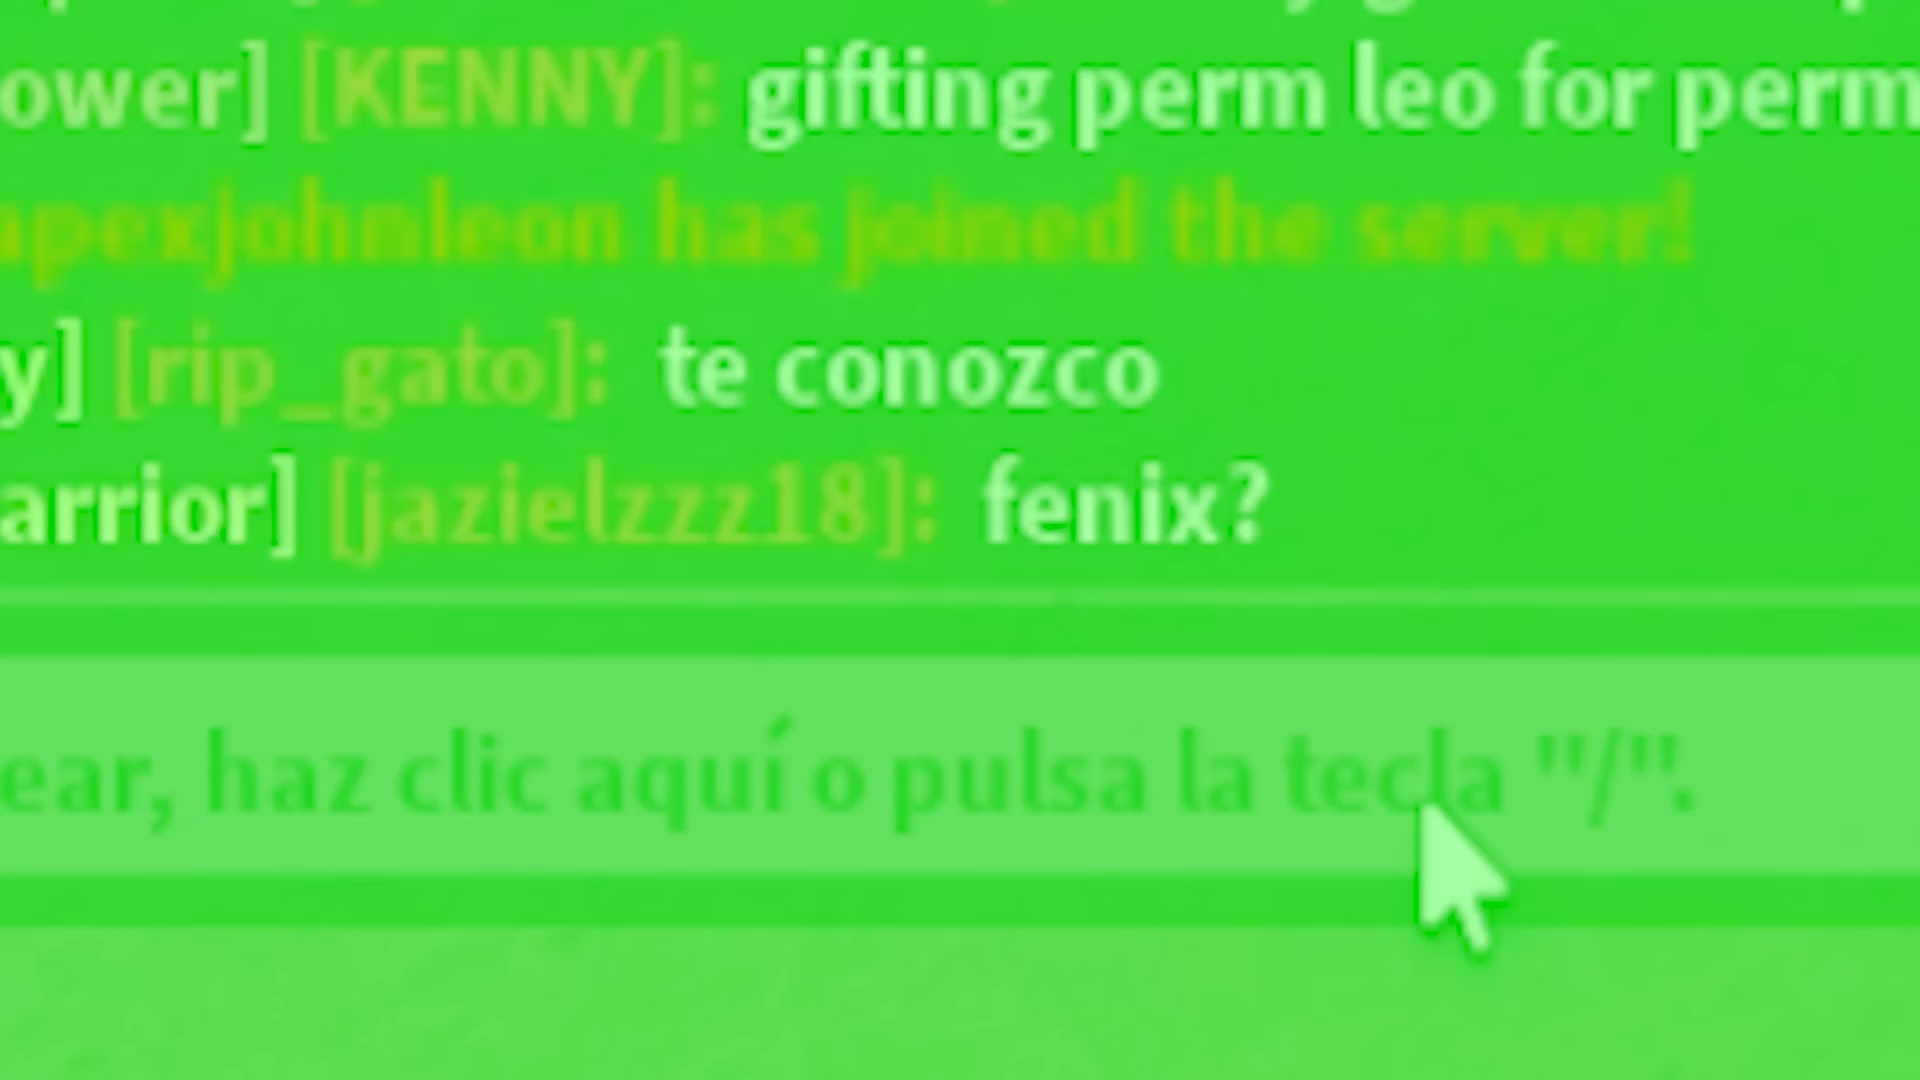 ower] [KENNY]: gifting perm leo for perm
apexjohnleon has joined the server!
y] [rip_gato]: te conozco
arrior] [jazielzzz18]: fenix?
ear, haz clic aquí o pulsa la tecla "/".